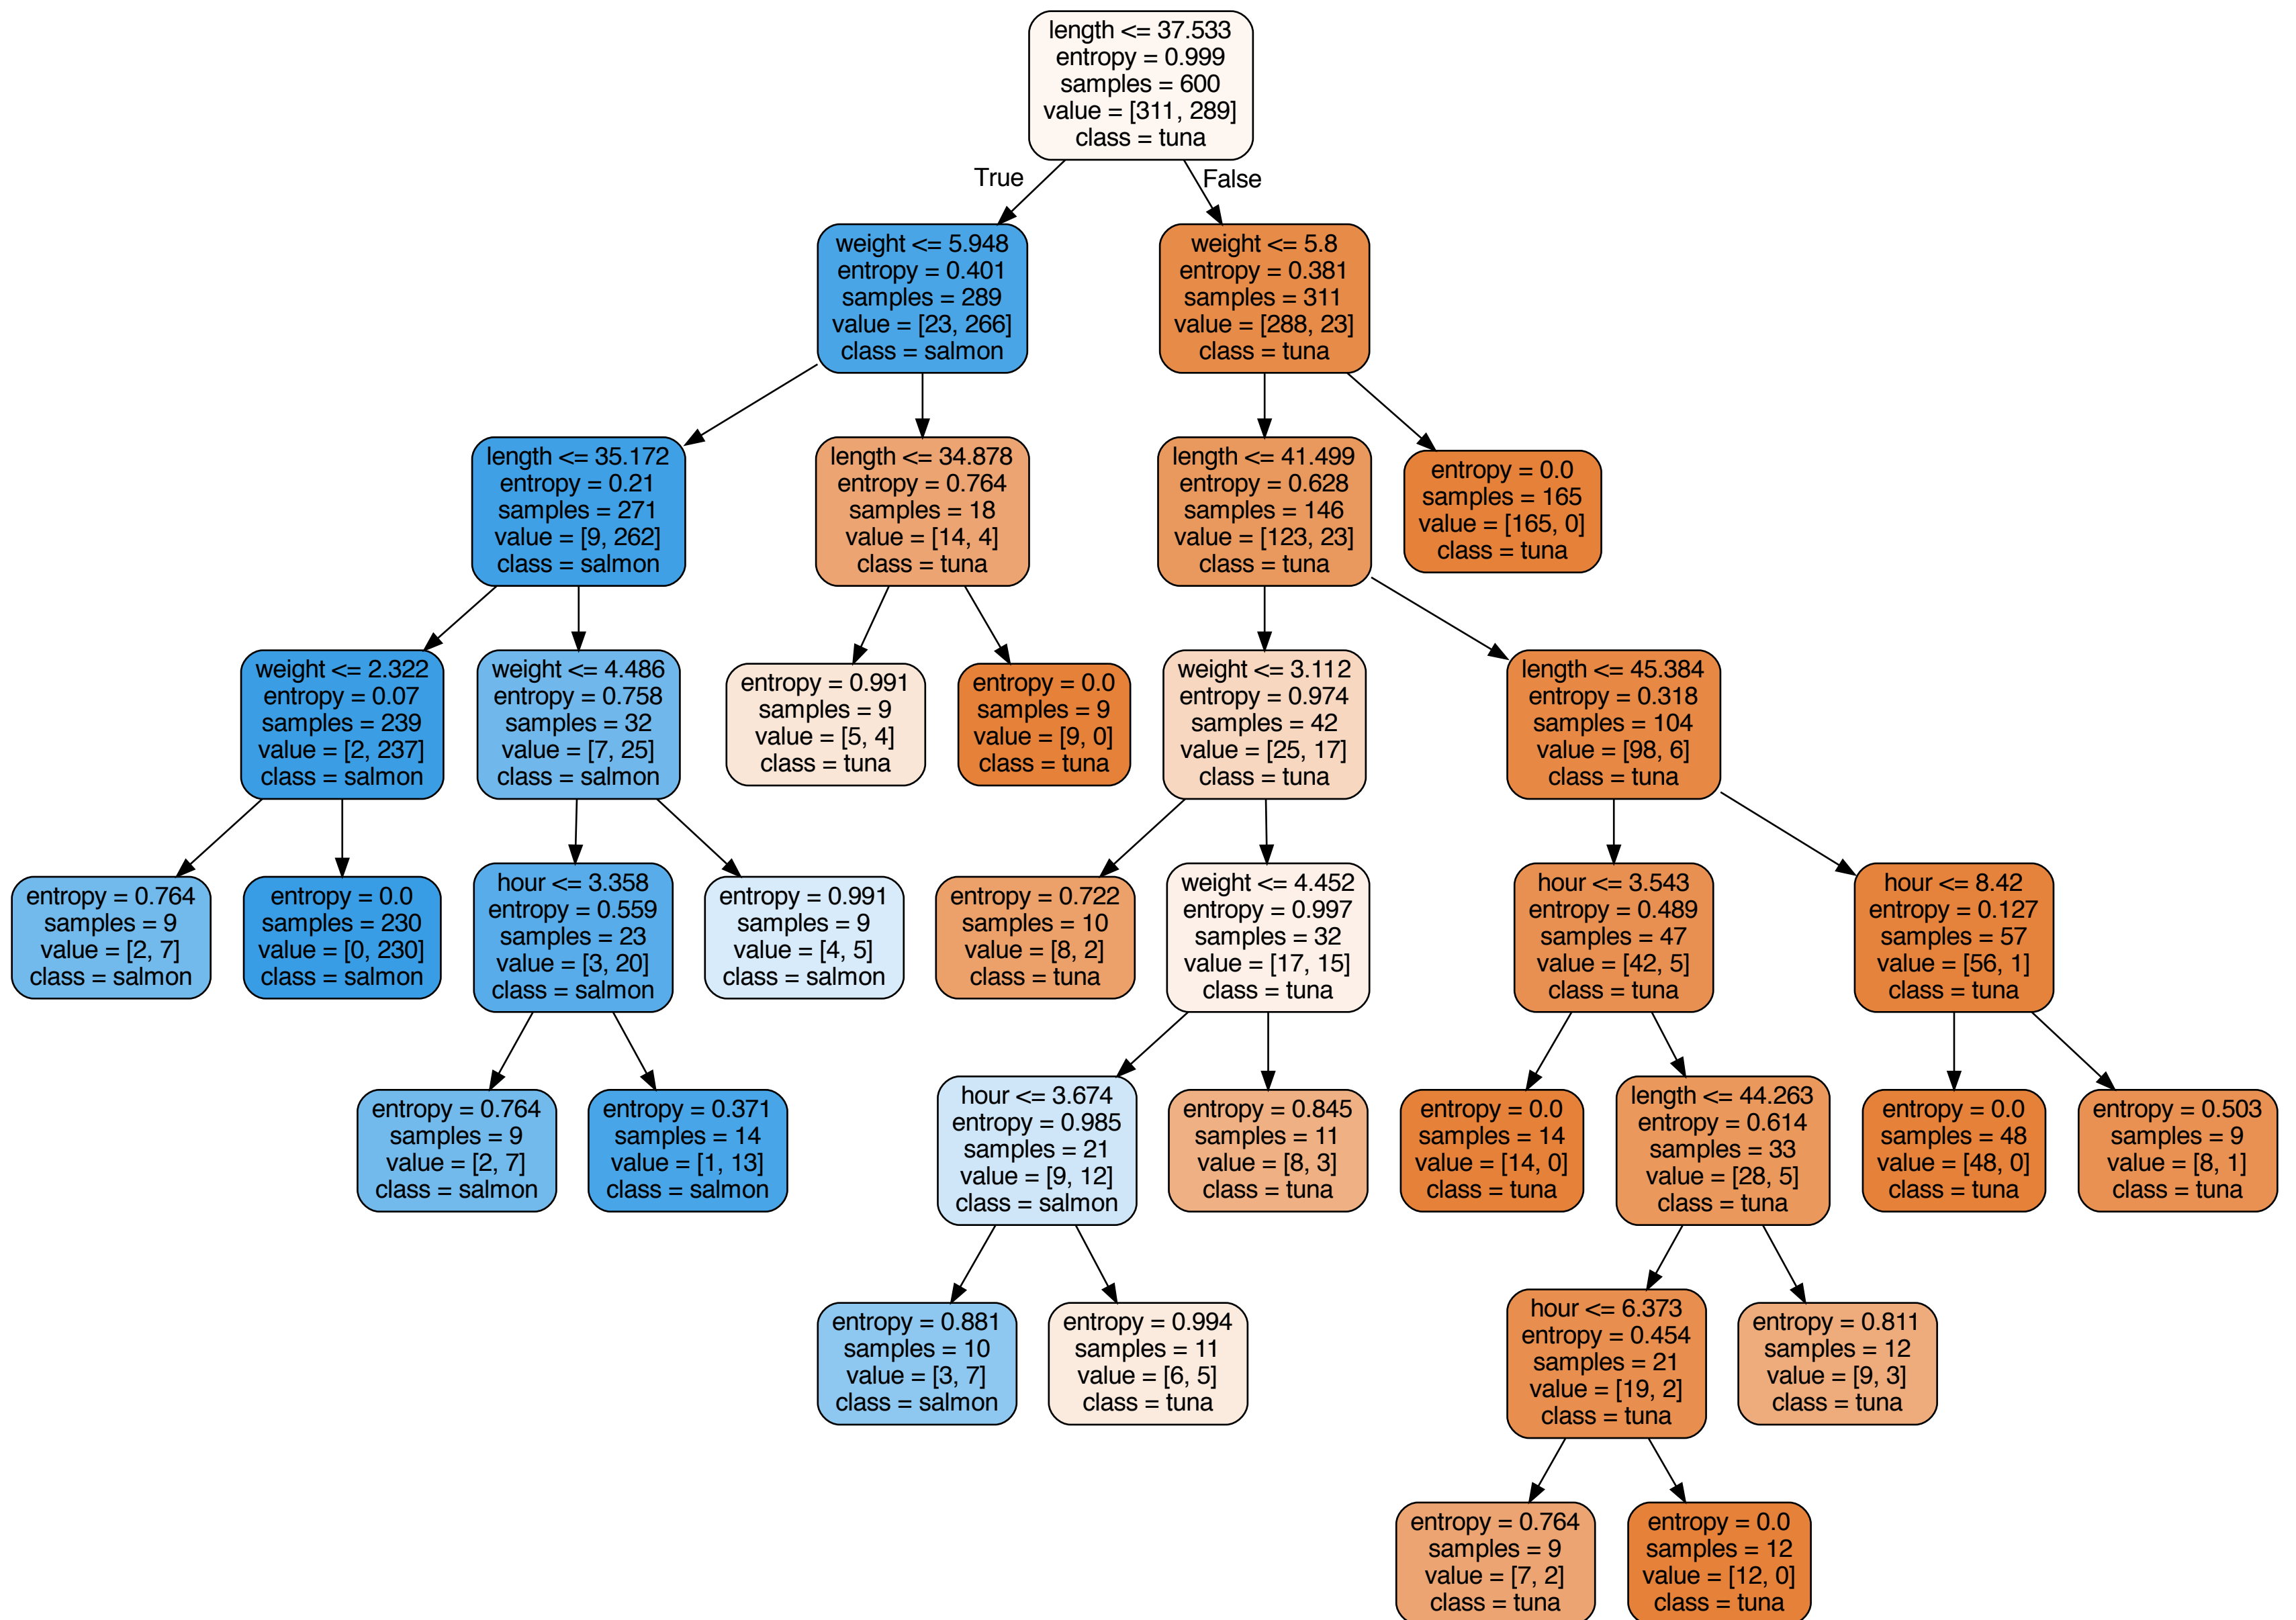 length <= 37.533
entropy = 0.999
samples = 600
value = [311, 289]
class = tuna
True
False
weight <= 5.948
entropy = 0.401
samples = 289
value = [23, 266]
class = salmon
weight <= 5.8
entropy = 0.381
samples = 311
value = [288, 23]
class = tuna
length <= 35.172
entropy = 0.21
samples = 271
value = [9, 262]
class = salmon
length <= 34.878
entropy = 0.764
samples = 18
value = [14, 4]
class = tuna
length <= 41.499
entropy = 0.628
samples = 146
value = [123, 23]
class = tuna
entropy = 0.0
samples = 165
value = [165, 0]
class = tuna
weight <= 2.322
entropy = 0.07
samples = 239
value = [2, 237]
class = salmon
weight <= 4.486
entropy = 0.758
samples = 32
value = [7, 25]
class = salmon
entropy = 0.991
samples = 9
value = [5, 4]
class = tuna
entropy = 0.0
samples = 9
value = [9, 0]
class = tuna
weight <= 3.112
entropy = 0.974
samples = 42
value = [25, 17]
class = tuna
length <= 45.384
entropy = 0.318
samples = 104
value = [98, 6]
class = tuna
entropy = 0.764
samples = 9
value = [2, 7]
class = salmon
entropy = 0.0
samples = 230
value = [0, 230]
class = salmon
hour <= 3.358
entropy = 0.559
samples = 23
value = [3, 20]
class = salmon
entropy = 0.991
samples = 9
value = [4, 5]
class = salmon
entropy = 0.722
samples = 10
value = [8, 2]
class = tuna
weight <= 4.452
entropy = 0.997
samples = 32
value = [17, 15]
class = tuna
hour <= 3.543
entropy = 0.489
samples = 47
value = [42, 5]
class = tuna
hour <= 8.42
entropy = 0.127
samples = 57
value = [56, 1]
class = tuna
entropy = 0.764
samples = 9
value = [2, 7]
class = salmon
entropy = 0.371
samples = 14
value = [1, 13]
class = salmon
hour <= 3.674
entropy = 0.985
samples = 21
value = [9, 12]
class = salmon
entropy = 0.845
samples = 11
value = [8, 3]
class = tuna
entropy = 0.0
samples = 14
value = [14, 0]
class = tuna
length <= 44.263
entropy = 0.614
samples = 33
value = [28, 5]
class = tuna
entropy = 0.0
samples = 48
value = [48, 0]
class = tuna
entropy = 0.503
samples = 9
value = [8, 1]
class = tuna
entropy = 0.881
samples = 10
value = [3, 7]
class = salmon
entropy = 0.994
samples = 11
value = [6, 5]
class = tuna
hour <= 6.373
entropy = 0.454
samples = 21
value = [19, 2]
class = tuna
entropy = 0.811
samples = 12
value = [9, 3]
class = tuna
entropy = 0.764
samples = 9
value = [7, 2]
class = tuna
entropy = 0.0
samples = 12
value = [12, 0]
class = tuna